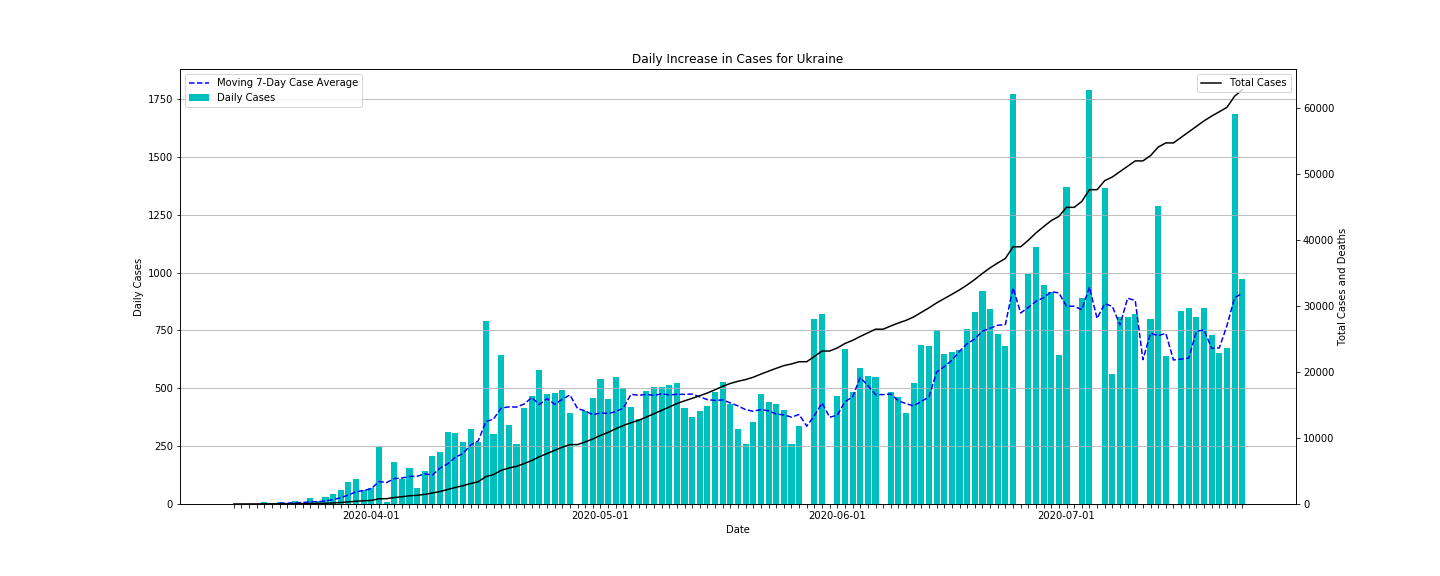 Daily Increase in Cases for Ukraine
Moving 7-Day Case Average
Daily Cases
Total Cases
1750
1500
1250
1000
750
500
250
0
Daily Cases
60000
50000
40000
30000
20000
10000
0
Total Cases and Deaths
2020-04-01
2020-05-01
2020-06-01
2020-07-01
Date